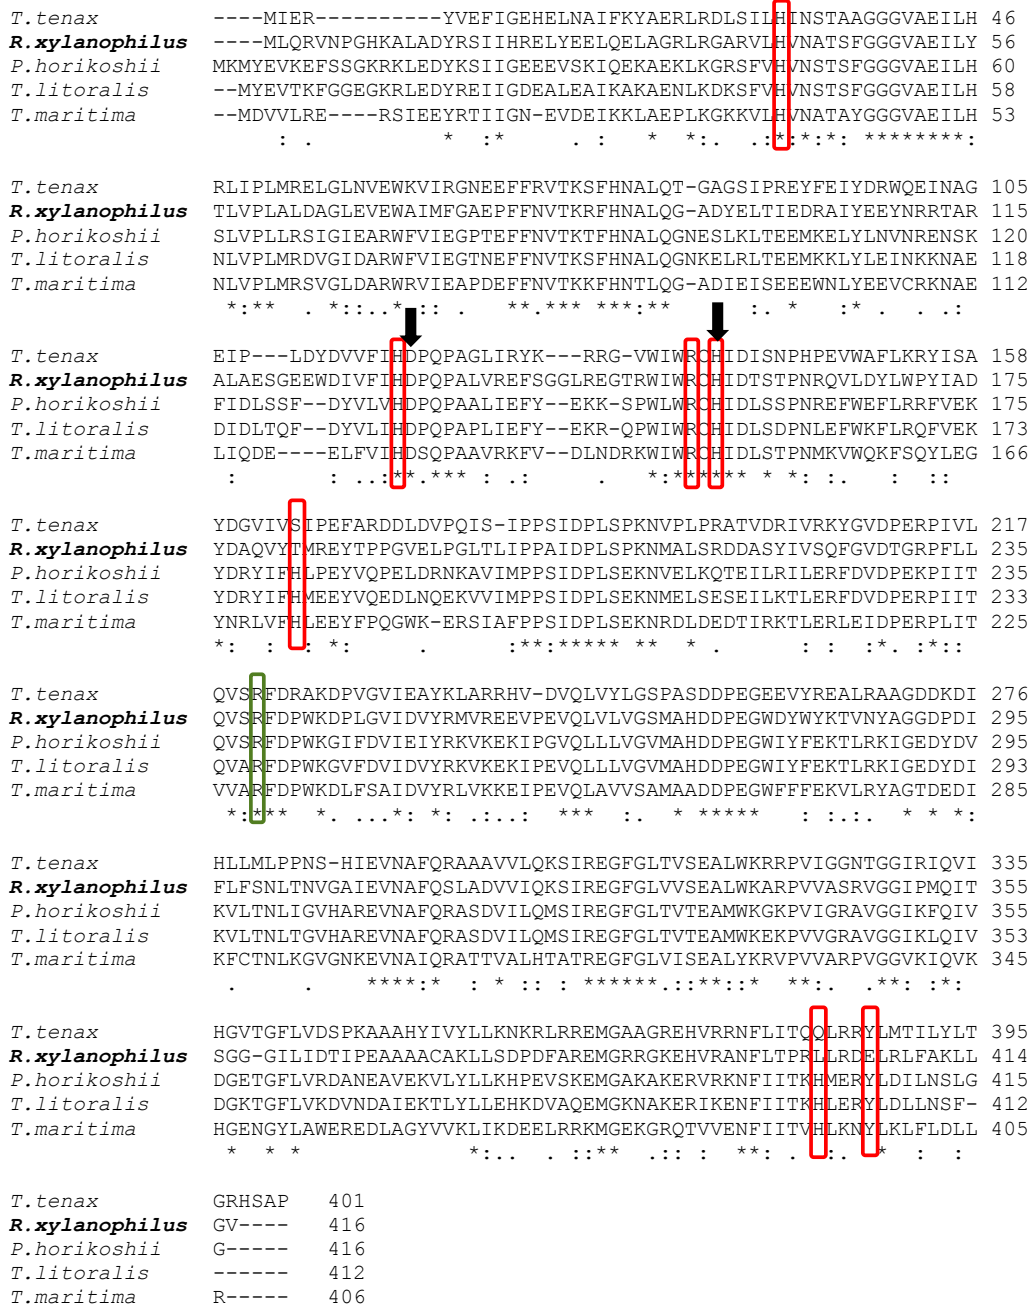 T.tenax ----MIER----------YVEFIGEHELNAIFKYAERLRDLSILHINSTAAGGGVAEILH 46
R.xylanophilus ----MLQRVNPGHKALADYRSIIHRELYEELQELAGRLRGARVLHVNATSFGGGVAEILY 56
P.horikoshii MKMYEVKEFSSGKRKLEDYKSIIGEEEVSKIQEKAEKLKGRSFVHVNSTSFGGGVAEILH 60
T.litoralis --MYEVTKFGGEGKRLEDYREIIGDEALEAIKAKAENLKDKSFVHVNSTSFGGGVAEILH 58
T.maritima --MDVVLRE----RSIEEYRTIIGN-EVDEIKKLAEPLKGKKVLHVNATAYGGGVAEILH 53
: . * :* . : * *:. .:*:*:*: *******:
T.tenax RLIPLMRELGLNVEWKVIRGNEEFFRVTKSFHNALQT-GAGSIPREYFEIYDRWQEINAG 105
R.xylanophilus TLVPLALDAGLEVEWAIMFGAEPFFNVTKRFHNALQG-ADYELTIEDRAIYEEYNRRTAR 115
P.horikoshii SLVPLLRSIGIEARWFVIEGPTEFFNVTKTFHNALQGNESLKLTEEMKELYLNVNRENSK 120
T.litoralis NLVPLMRDVGIDARWFVIEGTNEFFNVTKSFHNALQGNKELRLTEEMKKLYLEINKKNAE 118
T.maritima NLVPLMRSVGLDARWRVIEAPDEFFNVTKKFHNTLQG-ADIEISEEEWNLYEEVCRKNAE 112
*:** *::..* :: . **.*** ***:** .: * :* . . .:
T.tenax EIP---LDYDVVFIHDPQPAGLIRYK---RRG-VWIWRCHIDISNPHPEVWAFLKRYISA 158
R.xylanophilus ALAESGEEWDIVFIHDPQPALVREFSGGLREGTRWIWRCHIDTSTPNRQVLDYLWPYIAD 175
P.horikoshii FIDLSSF--DYVLVHDPQPAALIEFY--EKK-SPWLWRCHIDLSSPNREFWEFLRRFVEK 175
T.litoralis DIDLTQF--DYVLIHDPQPAPLIEFY--EKR-QPWIWRCHIDLSDPNLEFWKFLRQFVEK 173
T.maritima LIQDE----ELFVIHDSQPAAVRKFV--DLNDRKWIWRCHIDLSTPNMKVWQKFSQYLEG 166
: : ..:**.*** : .: . *:****** * *: :. : ::
T.tenax YDGVIVSIPEFARDDLDVPQIS-IPPSIDPLSPKNVPLPRATVDRIVRKYGVDPERPIVL 217
R.xylanophilus YDAQVYTMREYTPPGVELPGLTLIPPAIDPLSPKNMALSRDDASYIVSQFGVDTGRPFLL 235
P.horikoshii YDRYIFHLPEYVQPELDRNKAVIMPPSIDPLSEKNVELKQTEILRILERFDVDPEKPIIT 235
T.litoralis YDRYIFHMEEYVQEDLNQEKVVIMPPSIDPLSEKNMELSESEILKTLERFDVDPERPIIT 233
T.maritima YNRLVFHLEEYFPQGWK-ERSIAFPPSIDPLSEKNRDLDEDTIRKTLERLEIDPERPLIT 225
*: : : *: . :**:***** ** * . : : :*. :*::
T.tenax QVSRFDRAKDPVGVIEAYKLARRHV-DVQLVYLGSPASDDPEGEEVYREALRAAGDDKDI 276
R.xylanophilus QVSRFDPWKDPLGVIDVYRMVREEVPEVQLVLVGSMAHDDPEGWDYWYKTVNYAGGDPDI 295
P.horikoshii QVSRFDPWKGIFDVIEIYRKVKEKIPGVQLLLVGVMAHDDPEGWIYFEKTLRKIGEDYDV 295
T.litoralis QVARFDPWKGVFDVIDVYRKVKEKIPEVQLLLVGVMAHDDPEGWIYFEKTLRKIGEDYDI 293
T.maritima VVARFDPWKDLFSAIDVYRLVKKEIPEVQLAVVSAMAADDPEGWFFFEKVLRYAGTDEDI 285
*:*** *. ...*: *: .:..: *** :. * ***** : :.:. * * *:
T.tenax HLLMLPPNS-HIEVNAFQRAAAVVLQKSIREGFGLTVSEALWKRRPVIGGNTGGIRIQVI 335
R.xylanophilus FLFSNLTNVGAIEVNAFQSLADVVIQKSIREGFGLVVSEALWKARPVVASRVGGIPMQIT 355
P.horikoshii KVLTNLIGVHAREVNAFQRASDVILQMSIREGFGLTVTEAMWKGKPVIGRAVGGIKFQIV 355
T.litoralis KVLTNLTGVHAREVNAFQRASDVILQMSIREGFGLTVTEAMWKEKPVVGRAVGGIKLQIV 353
T.maritima KFCTNLKGVGNKEVNAIQRATTVALHTATREGFGLVISEALYKRVPVVARPVGGVKIQVK 345
. . ****:* : * :: : ******.::**::* **:. .**: :*:
T.tenax HGVTGFLVDSPKAAAHYIVYLLKNKRLRREMGAAGREHVRRNFLITQQLRRYLMTILYLT 395
R.xylanophilus SGG-GILIDTIPEAAAACAKLLSDPDFAREMGRRGKEHVRANFLTPRLLRDELRLFAKLL 414
P.horikoshii DGETGFLVRDANEAVEKVLYLLKHPEVSKEMGAKAKERVRKNFIITKHMERYLDILNSLG 415
T.litoralis DGKTGFLVKDVNDAIEKTLYLLEHKDVAQEMGKNAKERIKENFIITKHLERYLDLLNSF- 412
T.maritima HGENGYLAWEREDLAGYVVKLIKDEELRRKMGEKGRQTVVENFIITVHLKNYLKLFLDLL 405
* * * *:.. . ::** .:: : **: . :. * : :
T.tenax GRHSAP 401
R.xylanophilus GV---- 416
P.horikoshii G----- 416
T.litoralis ------ 412
T.maritima R----- 406